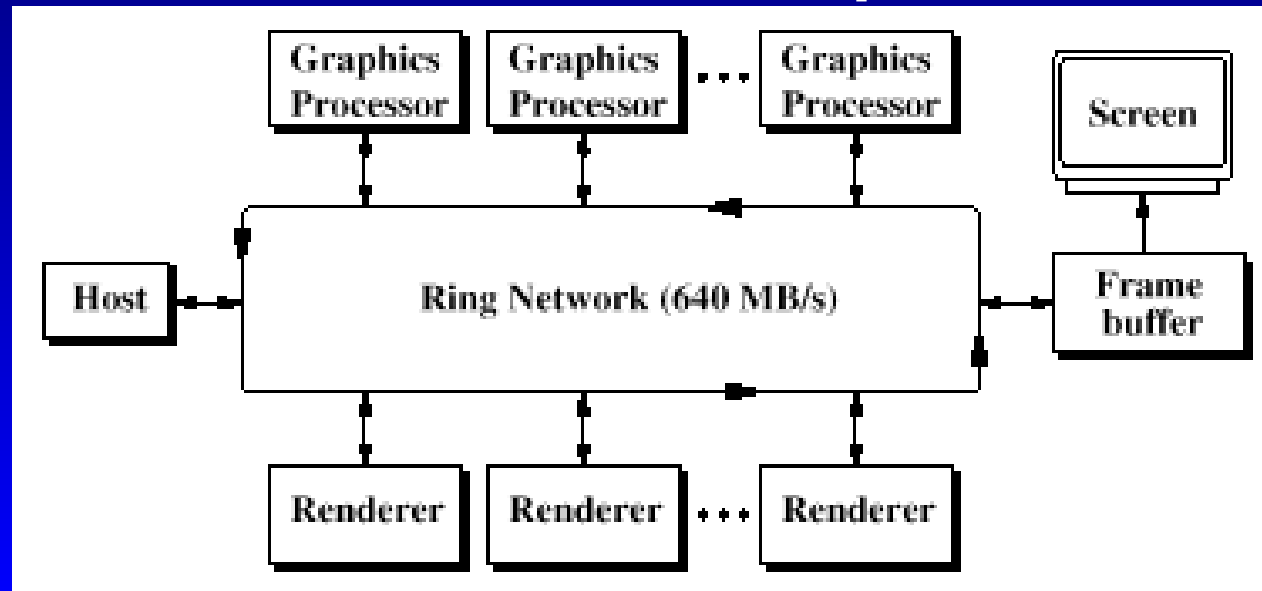 Graphics
Processor
Graphics
Processor
...
Graphics
Processor
Screen
Host
Ring Network (640 MB/s)
Frame
buffer
Renderer
Renderer
...
Renderer